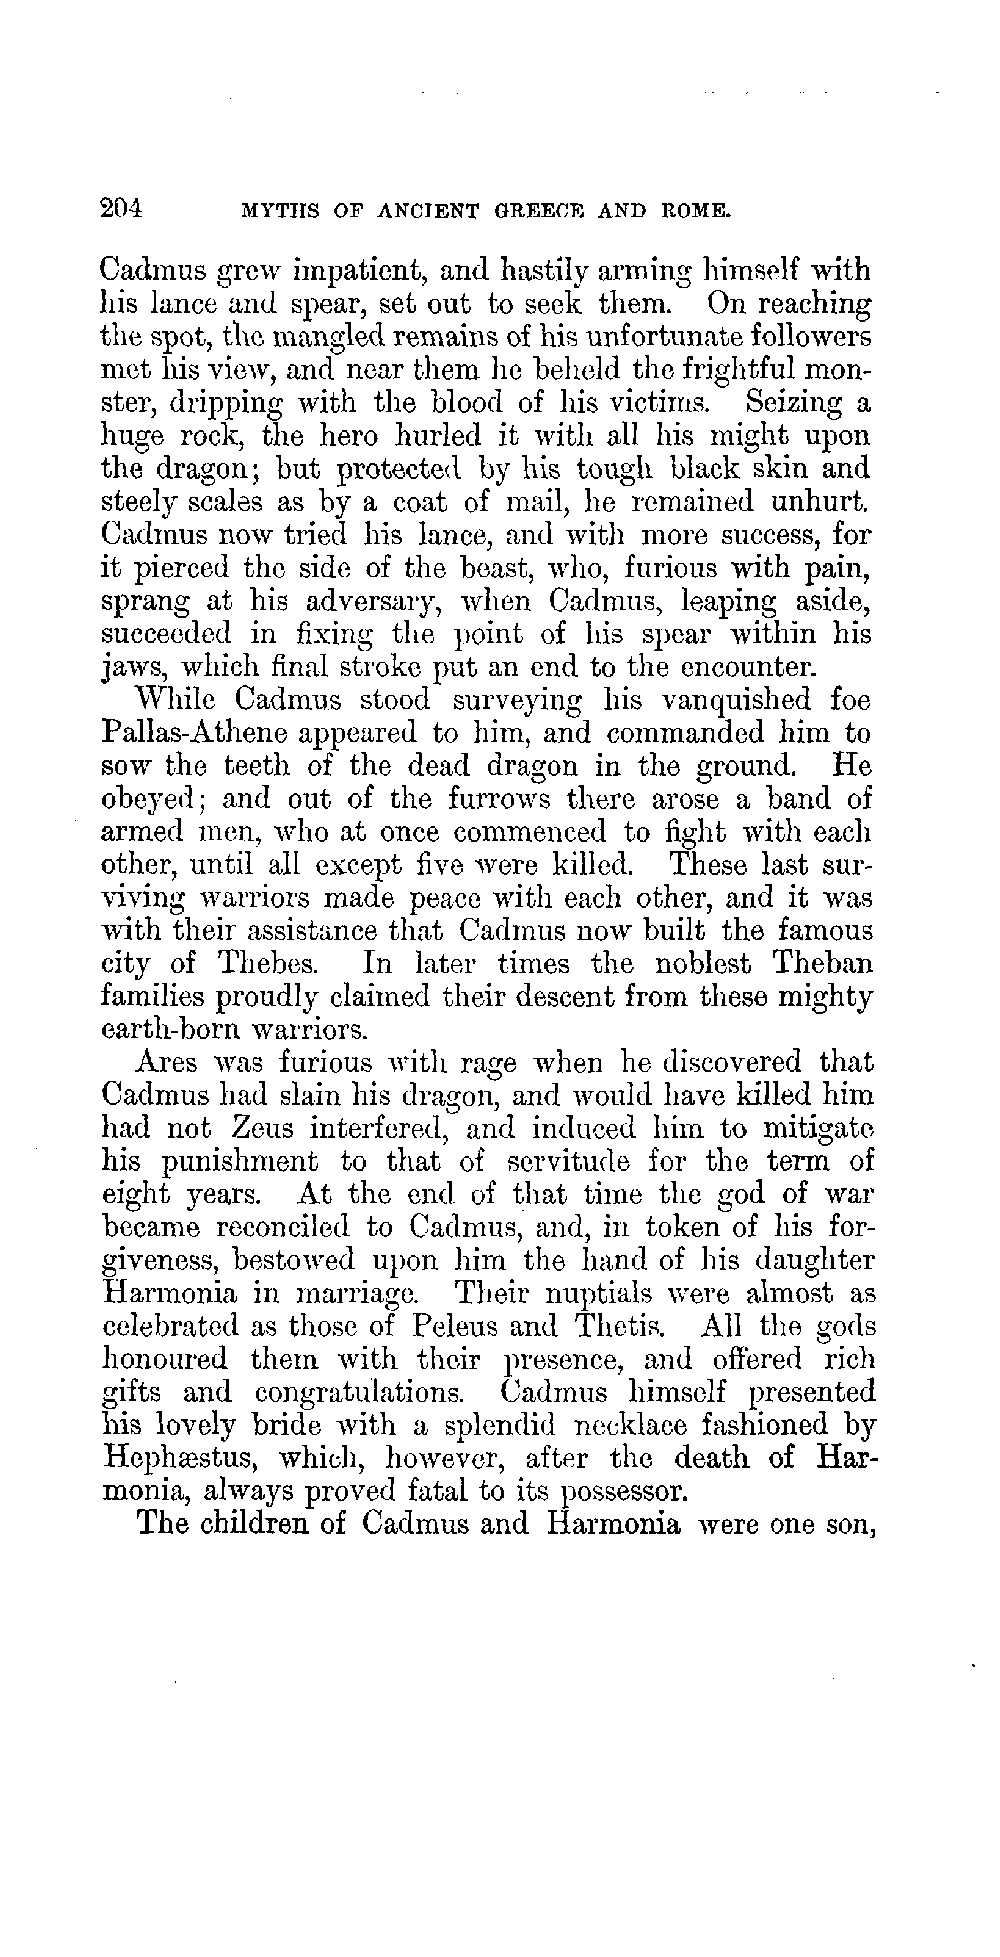 204 MYTHS OF ANCIENT GREECE AND ROME.
Cadmus grew impatient, and hastily arming himself with
his lance and spear, set out to seek them. On reaching
the spot, the mangled remains of his unfortunate followers
met his view, and near them he beheld the frightful mon-
ster, dripping with the blood of his victims. Seizing a
huge rock, the hero hurled it with all his might upon
the dragon; but protected by his tough black skin and
steely scales as by a coat of mail, he remained unhurt.
Cadmus now tried his lance, and with more success, for
it pierced the side of the beast, who, furious with pain,
sprang at his adversary, when Cadmus, leaping aside,
succeeded in fixing the point of his spear within his
jaws, which final stroke put an end to the encounter.
While Cadmus stood surveying his vanquished foe
Pallas-Athene appeared to him, and commanded him to
sow the teeth of the dead dragon in the ground. He
obeyed; and out of the furrows there arose a band of
armed men, who at once commenced to fight with each
other, until all except five were killed. These last sur-
viving warriors made peace with each other, and it was
with their assistance that Cadmus now built the famous
city of Thebes. In later times the noblest Theban
families proudly claimed their descent from these mighty
earth-born warriors.
Ares was furious with rage when he discovered that
Cadmus had slain his dragon, and would have killed him
had not Zeus interfered, and induced him to mitigate
his punishment to that of servitude for the term of
eight years. At the end of that time the god of war
became reconciled to Cadmus, and, in token of his for-
giveness, bestowed upon him the hand of his daughter
Harmonia in marriage. Their nuptials were almost as
celebrated as those of Peleus and Thetis. All the gods
honoured them with their presence, and offered rich
gifts and congratulations. Cadmus himself presented
his lovely bride with a splendid necklace fashioned by
Hephæstus, which, however, after the death of Har-
monia, always proved fatal to its possessor.
The children of Cadmus and Harmonia were one son,